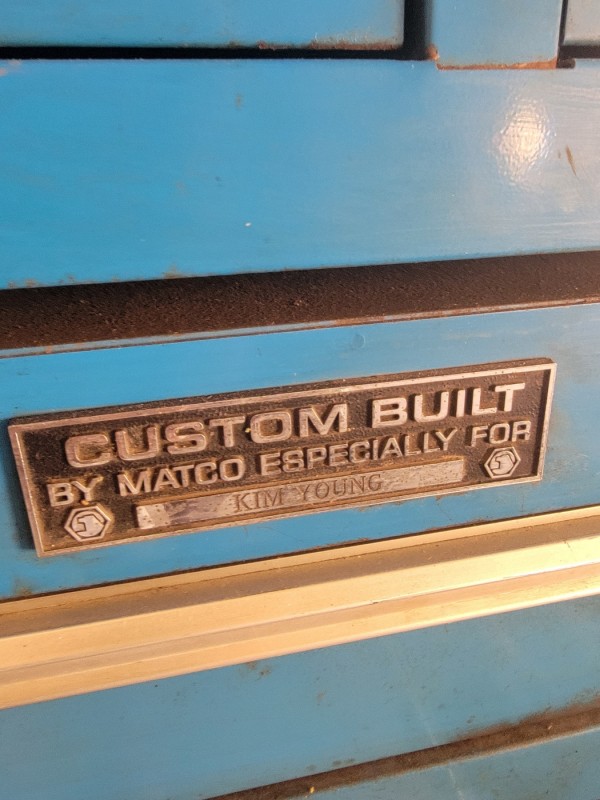 CUSTOM BUILT
BY MATCO ESPECIALLY FOR
KIM YOUNG